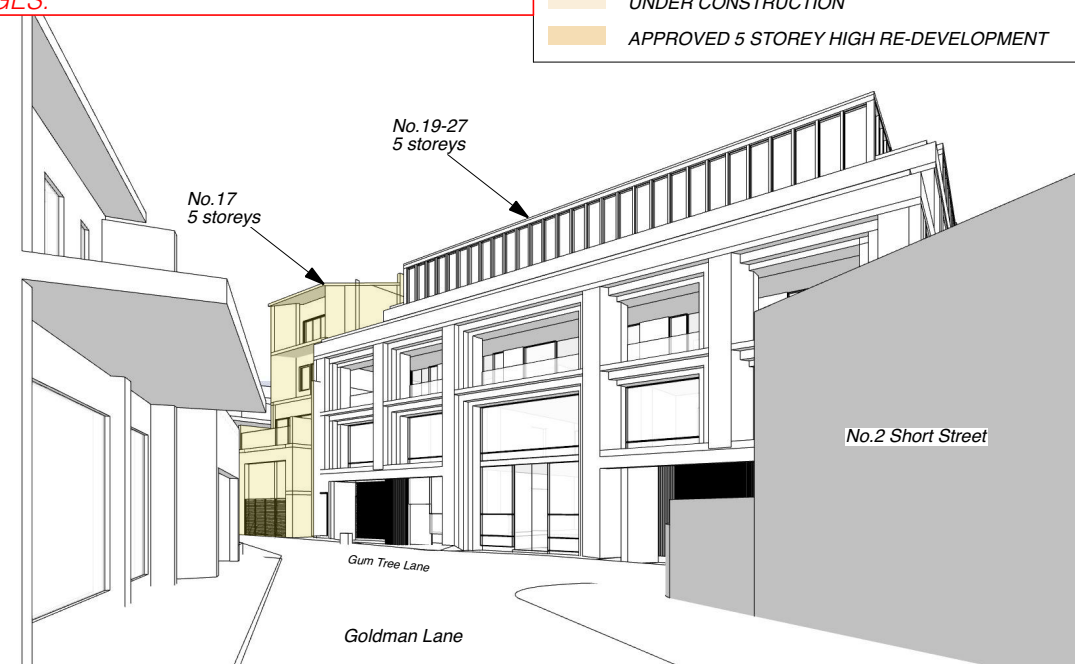 GES.
UNDER CONSTRUCTION
APPROVED 5 STOREY HIGH RE-DEVELOPMENT
No.19-27
5 storeys
No.17
5 storeys
No.2 Short Street
Gum Tree Lane
Goldman Lane